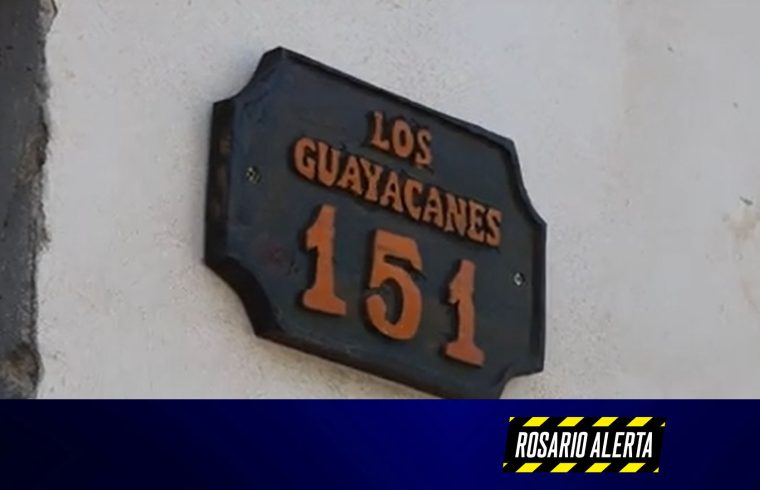 LOS
GUAYACANES
151
ROSARIO ALERTA